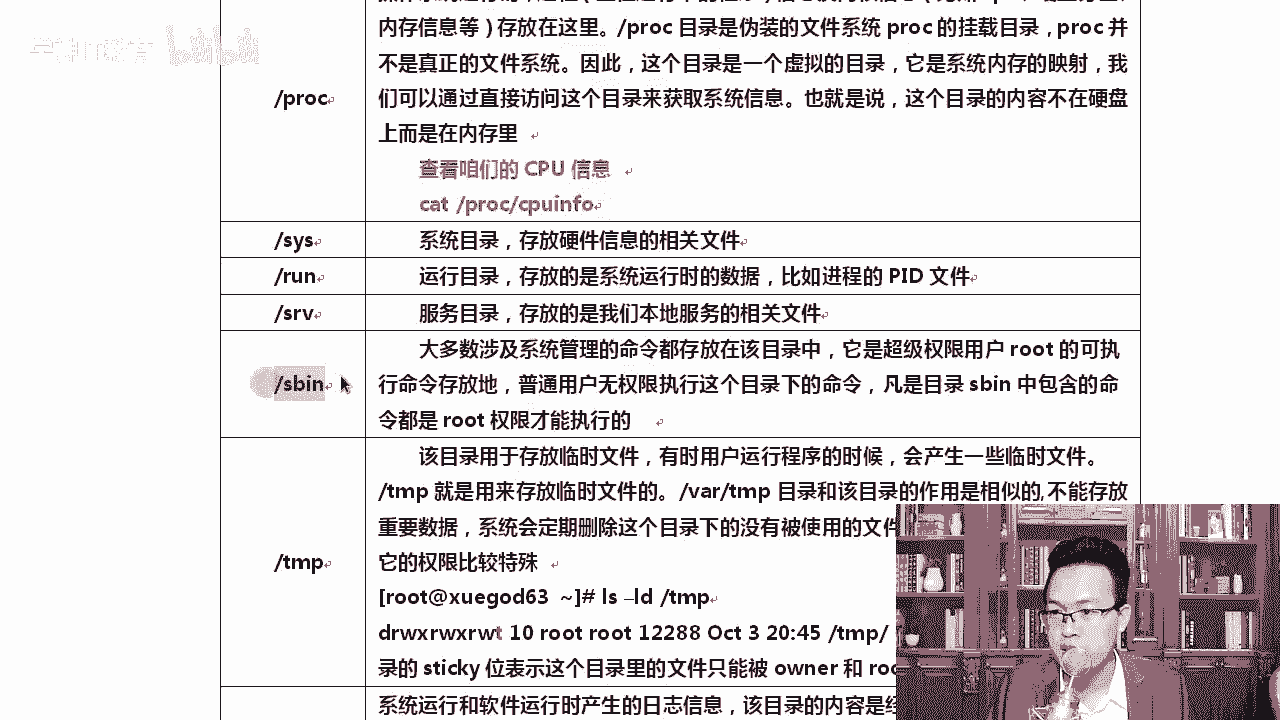 内存信息等）存放在这里。/proc 目录是伪装的文件系统 proc 的挂载目录，proc 并
不是真正的文件系统。因此，这个目录是一个虚拟的目录，它是系统内存的映射，我
/proc
们可以通过直接访问这个目录来获取系统信息。也就是说，这个目录的内容不在硬盘
上而是在内存里
查看咱们的 CPU 信息
cat /proc/cpuinfo
/sys
系统目录，存放硬件信息的相关文件
/run
运行目录，存放的是系统运行时的数据，比如进程的 PID 文件
/srv
服务目录，存放的是我们本地服务的相关文件
大多数涉及系统管理的命令都存放在该目录中，它是超级权限用户 root 的可执
/sbin
行命令存放地，普通用户无权限执行这个目录下的命令，凡是目录 sbin 中包含的命
令都是 root 权限才能执行的
该目录用于存放临时文件，有时用户运行程序的时候，会产生一些临时文件。
/tmp 就是用来存放临时文件的。/var/tmp 目录和该目录的作用是相似的,不能存放
重要数据，系统会定期删除这个目录下的没有被使用的文件
/tmp
它的权限比较特殊
[root@xuegod63 ~]# ls –ld /tmp
drwxrwxrwt 10 root root 12288 Oct 3 20:45 /tmp/
录的 sticky 位表示这个目录里的文件只能被 owner 和
系统运行和软件运行时产生的日志信息，该目录的内容是
bilibili